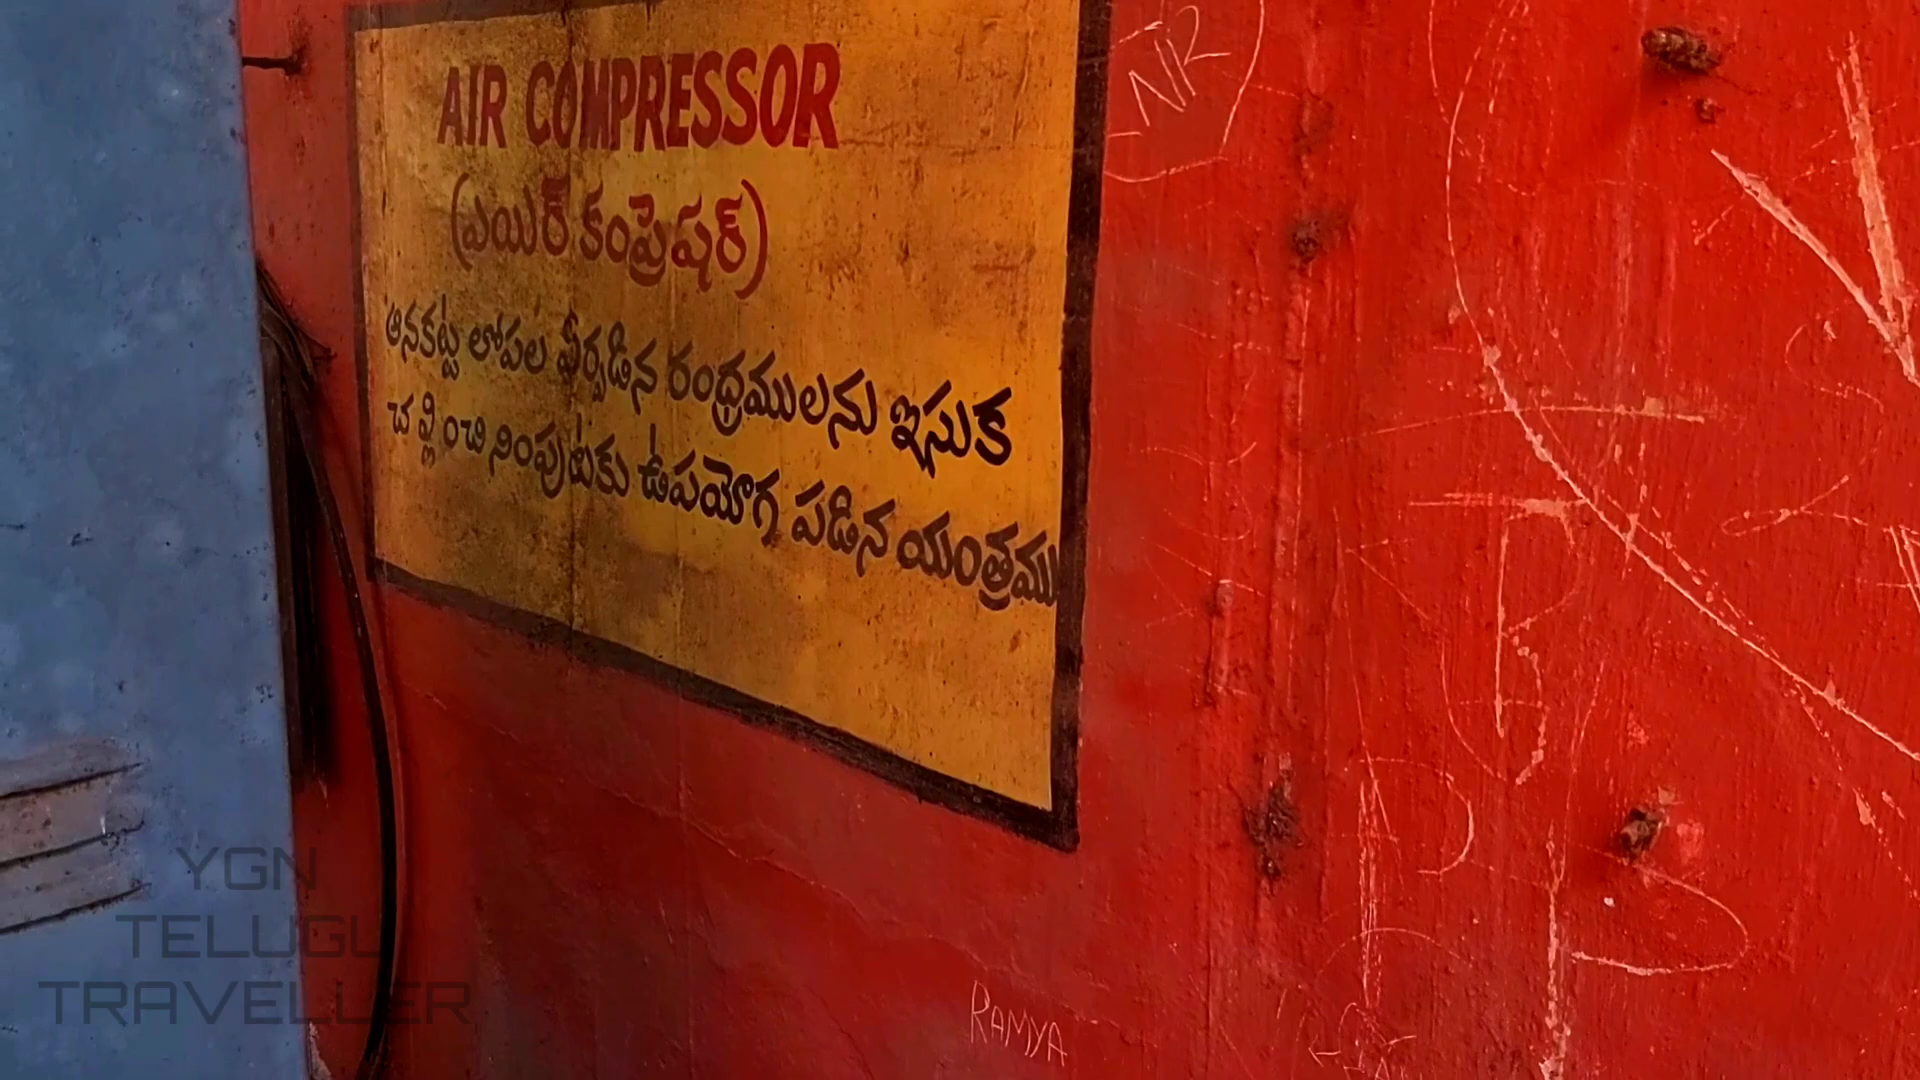 AIR COMPRESSOR
(ఎయిర్ కంప్రెషర్)
ఆనకట్ట లోపల ఏర్పడిన రంధ్రములను ఇసుక
చల్లించి నింపుటకు ఉపయోగ పడిన యంత్రము
AIR
RAMYA
YGN
TELUGU
TRAVELLER